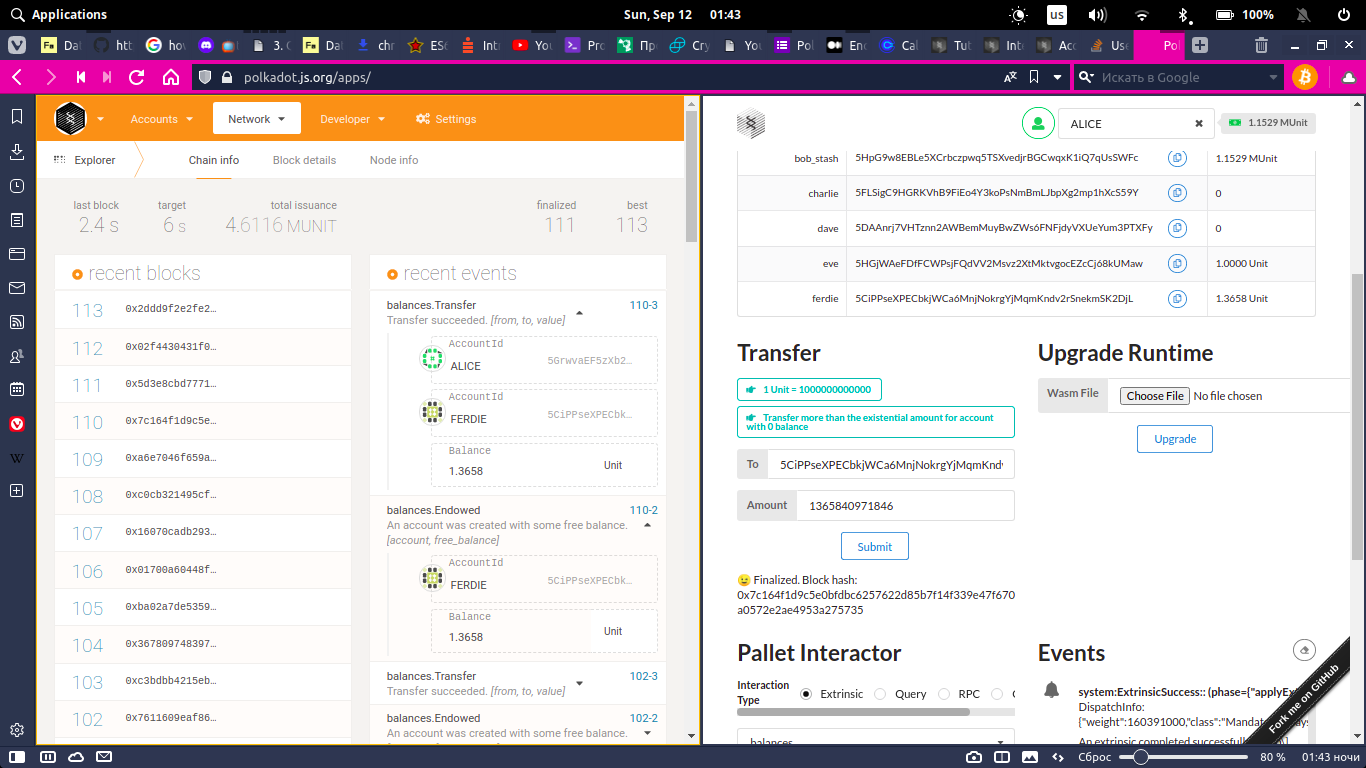 Applications
Sun, Sep 12 01:43
us
100%
Fa Da
htt
g ho
3. C
Fa Da
chr
ESC
Int
You
Pro
Пр
Cry
You
Pol
Enc
Cal
Tut
Int
Acc
Use
Pol
polkadot.js.org/apps/
Искать в Google
Accounts
Network
Developer
Settings
Explorer
Chain info
Block details
Node info
last block
2.4 s
target
6 s
total issuance
4.6116 MUNIT
finalized
111
best
113
recent blocks
113 0x2ddd9f2e2fe2…
112 0x02f4430431f0…
111 0x5d3e8cbd7771…
110 0x7c164f1d9c5e…
109 0xa6e7046f659a…
108 0xc0cb321495cf…
107 0x16070cadb293…
106 0x01700a60448f…
105 0xba02a7de5359…
104 0x367809748397…
103 0xc3bdbb4215eb…
102 0x7611609eaf86…
recent events
balances.Transfer 110-3
Transfer succeeded. [from, to, value]
AccountId
ALICE 5GrwvaEF5zXb2…
AccountId
FERDIE 5CiPPseXPECbk…
Balance
1.3658 Unit
balances.Endowed 110-2
An account was created with some free balance.
[account, free_balance]
AccountId
FERDIE 5CiPPseXPECbk…
Balance
1.3658 Unit
balances.Transfer 102-3
Transfer succeeded. [from, to, value]
balances.Endowed 102-2
An account was created with some free balance.
ALICE
1.1529 MUnit
bob_stash 5HpG9w8EBLe5XCrbczpwq5TSXvedjrBGCwqxK1iQ7qUsSWFc 1.1529 MUnit
charlie 5FLSigC9HGRKVhB9FiEo4Y3koPsNmBmLJbpXg2mp1hXcS59Y 0
dave 5DAAnrj7VHTznn2AWBemMuyBwZWs6FNFjdyVXUeYum3PTXFy 0
eve 5HGjWAeFDfFCWPsjFQdVV2Msvz2XtMktvgocEZcCj68kUMaw 1.0000 Unit
ferdie 5CiPPseXPECbkjWCa6MnjNokrgYjMqmKndv2rSnekmSK2DjL 1.3658 Unit
Transfer
1 Unit = 1000000000000
Transfer more than the existential amount for account
with 0 balance
To 5CiPPseXPECbkjWCa6MnjNokrgYjMqmKndv
Amount 1365840971846
Submit
😉 Finalized. Block hash:
0x7c164f1d9c5e0bfdbc6257622d85b7f14f339e47f670
a0572e2ae4953a275735
Upgrade Runtime
Wasm File Choose File No file chosen
Upgrade
Pallet Interactor
Interaction
Type
Extrinsic
Query
RPC
balances
Events
system:ExtrinsicSuccess:: (phase={"applyEx
DispatchInfo:
{"weight":160391000,"class":"Mandat
An extrinsic completed successfully.
Fork me on GitHub
Сброс
80 %
01:43 ночи